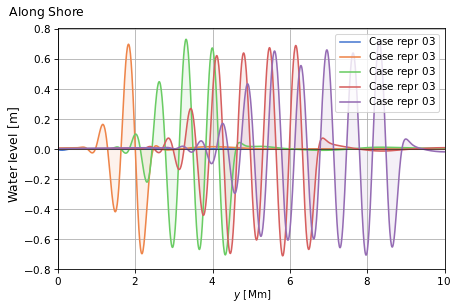 Along Shore
Case repr 03
Case repr 03
Case repr 03
Case repr 03
Case repr 03
Water level [m]
0.8
0.6
0.4
0.2
0.0
−0.2
−0.4
−0.6
−0.8
0
2
4
6
8
10
y [Mm]